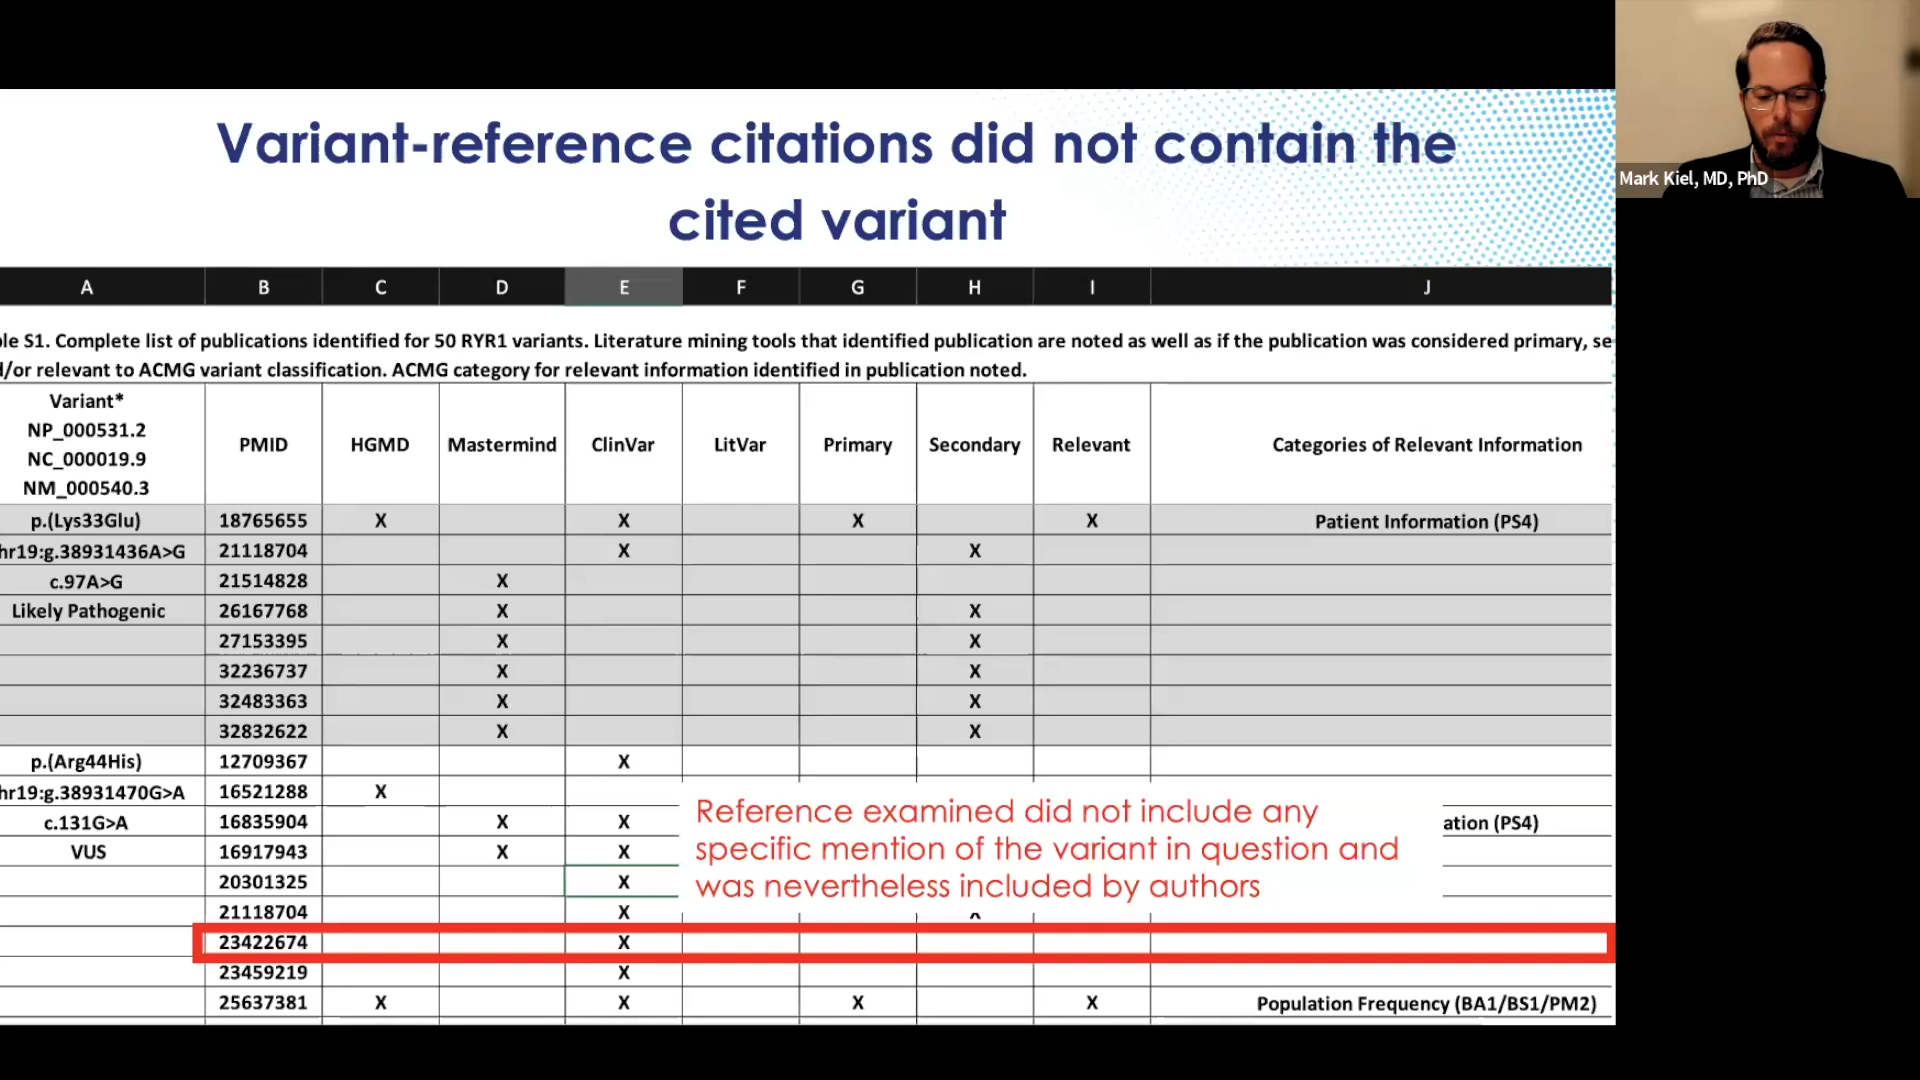 Variant-reference citations did not contain the
cited variant
Mark Kiel, MD, PhD
A B C D E F G H I J
ble S1. Complete list of publications identified for 50 RYR1 variants. Literature mining tools that identified publication are noted as well as if the publication was considered primary, se
d/or relevant to ACMG variant classification. ACMG category for relevant information identified in publication noted.
Variant*
NP_000531.2
NC_000019.9
NM_000540.3
PMID HGMD Mastermind ClinVar LitVar Primary Secondary Relevant Categories of Relevant Information
p.(Lys33Glu) 18765655 X X X X Patient Information (PS4)
hr19:g.38931436A>G 21118704 X X
c.97A>G 21514828 X
Likely Pathogenic 26167768 X X
27153395 X X
32236737 X X
32483363 X X
32832622 X X
p.(Arg44His) 12709367 X
hr19:g.38931470G>A 16521288 X
c.131G>A 16835904 X X ation (PS4)
VUS 16917943 X X
20301325 X
21118704 X
23422674 X
23459219 X
25637381 X X X X Population Frequency (BA1/BS1/PM2)
Reference examined did not include any
specific mention of the variant in question and
was nevertheless included by authors